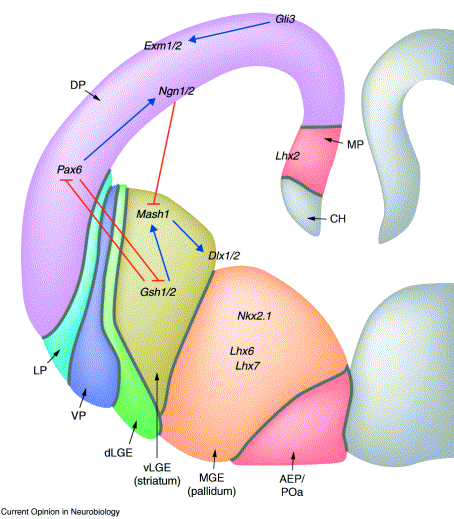 Gli3
Exm1/2
DP
Ngn1/2
MP
Lhx2
Pax6
CH
Mash1
Dlx1/2
Gsh1/2
Nkx2.1
Lhx6
Lhx7
LP
VP
dLGE
vLGE
(striatum)
MGE
(pallidum)
AEP/
POa
Current Opinion in Neurobiology